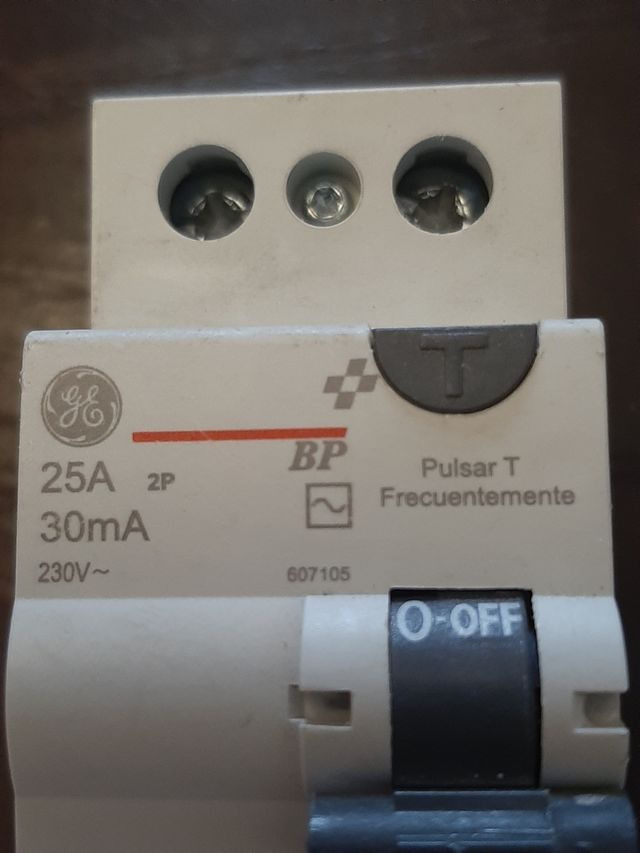 T
GE
BP
25A 2P
Pulsar T
Frecuentemente
30mA
230V~
607105
O-OFF